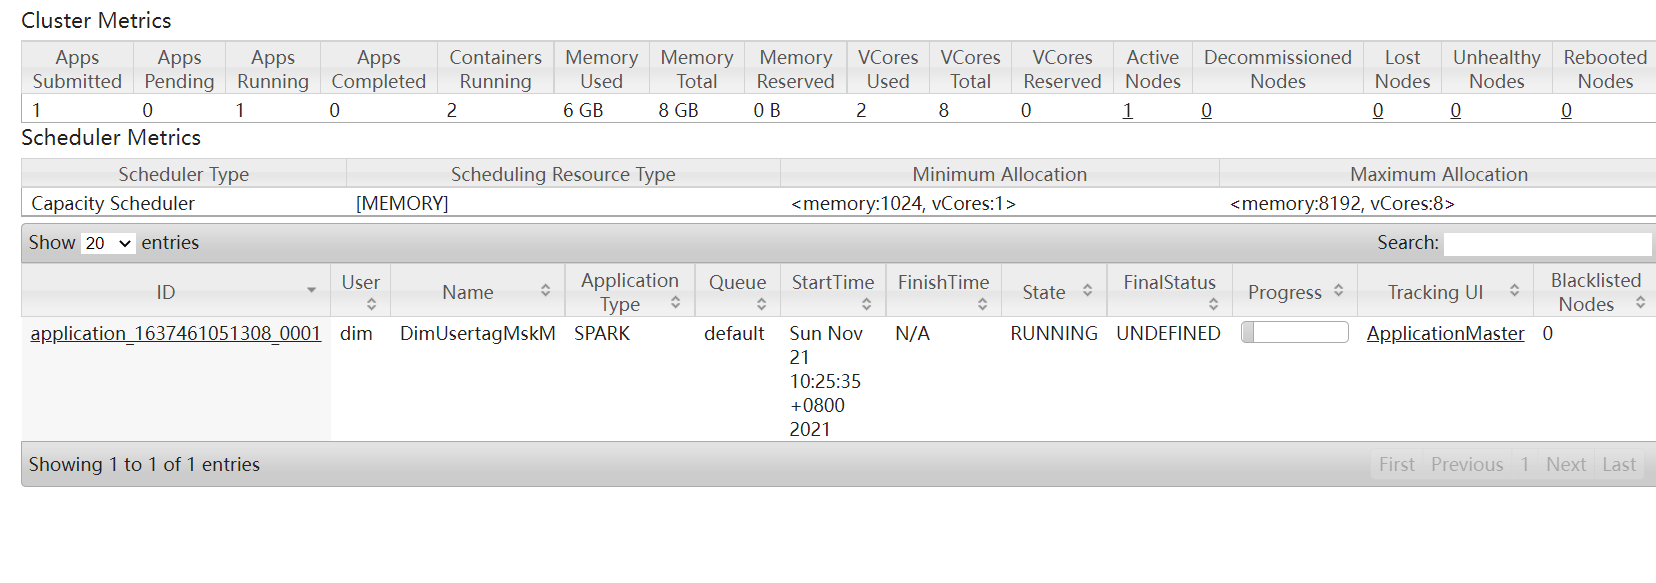 Cluster Metrics
Apps Submitted Apps Pending Apps Running Apps Completed Containers Running Memory Used Memory Total Memory Reserved VCores Used VCores Total VCores Reserved Active Nodes Decommissioned Nodes Lost Nodes Unhealthy Nodes Rebooted Nodes
1 0 1 0 2 6 GB 8 GB 0 B 2 8 0 1 0 0 0 0
Scheduler Metrics
Scheduler Type Scheduling Resource Type Minimum Allocation Maximum Allocation
Capacity Scheduler [MEMORY] <memory:1024, vCores:1> <memory:8192, vCores:8>
Show 20 entries Search:
ID User Name Application Type Queue StartTime FinishTime State FinalStatus Progress Tracking UI Blacklisted Nodes
application_1637461051308_0001 dim DimUsertagMskM SPARK default Sun Nov N/A RUNNING UNDEFINED ApplicationMaster 0
21
10:25:35
+0800
2021
Showing 1 to 1 of 1 entries First Previous 1 Next Last